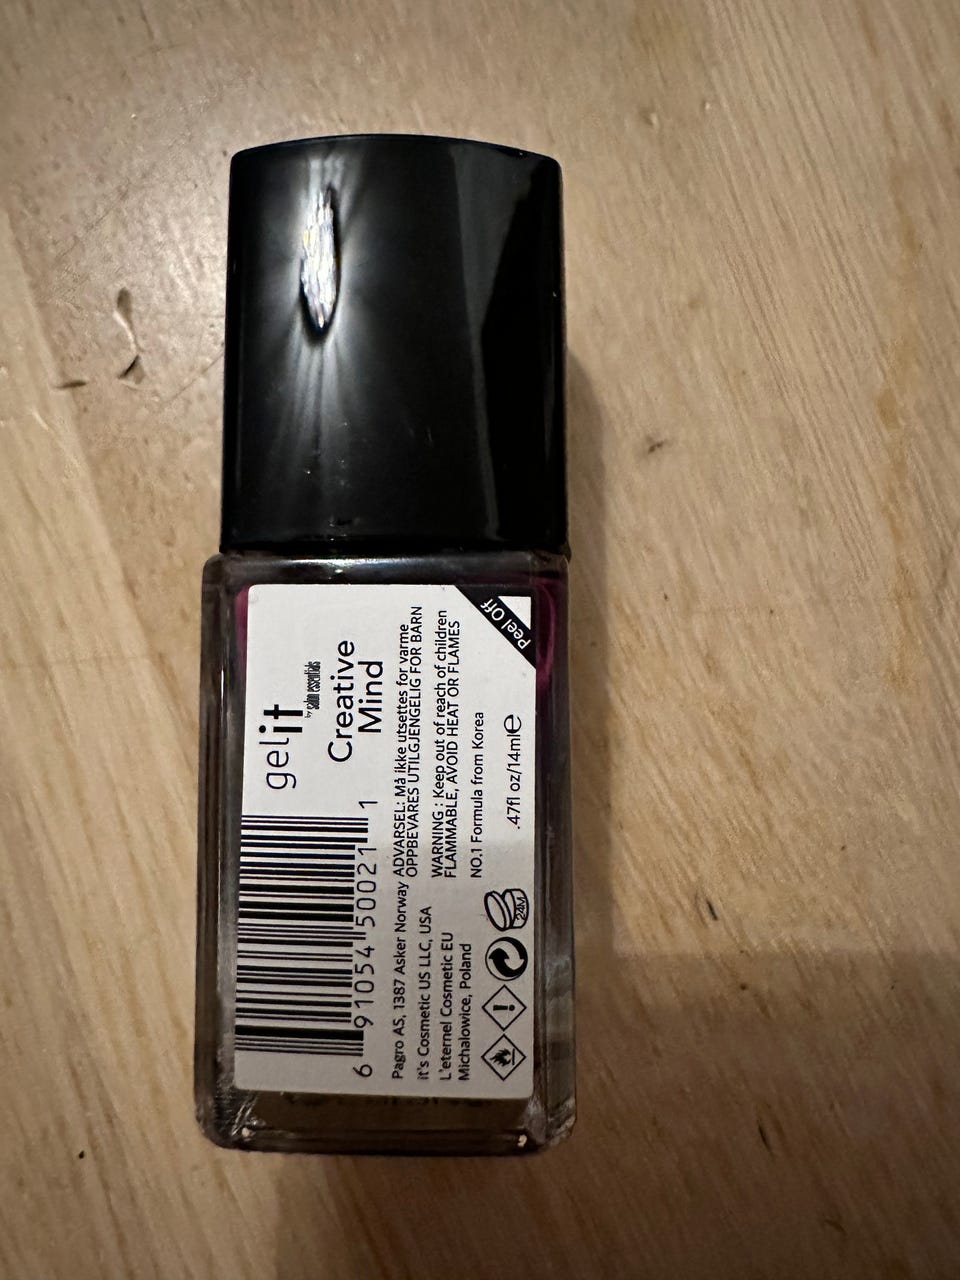 gelit
by salon essentials
Creative
Mind
6 91054 50021 1
Pagro AS, 1387 Asker Norway
it's Cosmetic US LLC, USA
L'eternel Cosmetic EU
Michalowice, Poland
ADVARSEL: Må ikke utsettes for varme
OPPBEVARES UTILGJENGELIG FOR BARN
WARNING : Keep out of reach of children
FLAMMABLE, AVOID HEAT OR FLAMES
NO.1 Formula from Korea
24M
.47fl oz/14ml℮
Peel Off